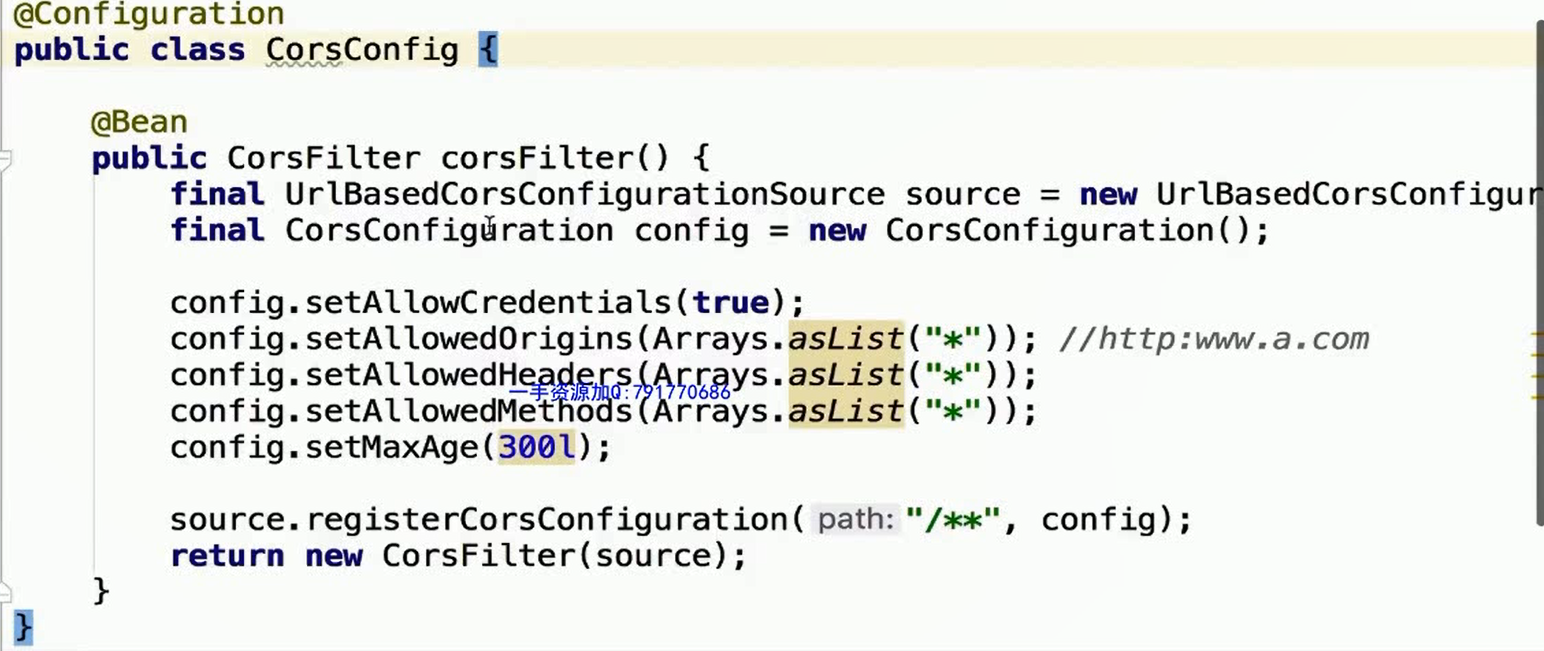 @Configuration
public class CorsConfig {
@Bean
public CorsFilter corsFilter() {
final UrlBasedCorsConfigurationSource source = new UrlBasedCorsConfigur
final CorsConfiguration config = new CorsConfiguration();
config.setAllowCredentials(true);
config.setAllowedOrigins(Arrays.asList("*")); //http:www.a.com
config.setAllowedHeaders(Arrays.asList("*"));
一手资源加Q:791770686
config.setAllowedMethods(Arrays.asList("*"));
config.setMaxAge(300l);
source.registerCorsConfiguration( path: "/**", config);
return new CorsFilter(source);
}
}